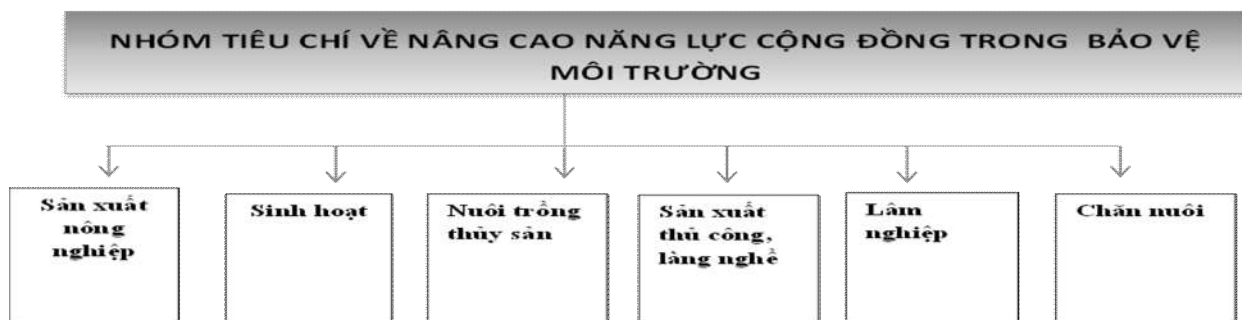 NHÓM TIÊU CHÍ VỀ NÂNG CAO NĂNG LỰC CỘNG ĐỒNG TRONG BẢO VỆ
MÔI TRƯỜNG
Sản xuất
nông
nghiệp
Sinh hoạt
Nuôi trồng
thủy sản
Sản xuất
thủ công,
làng nghề
Lâm
nghiệp
Chăn nuôi